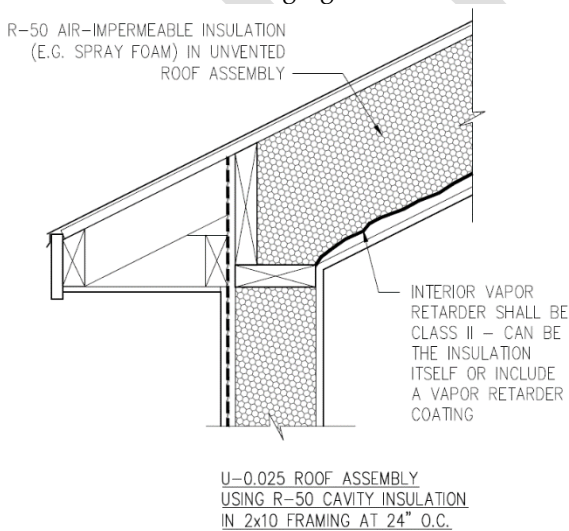 R-50 AIR-IMPERMEABLE INSULATION
(E.G. SPRAY FOAM) IN UNVENTED
ROOF ASSEMBLY
INTERIOR VAPOR
RETARDER SHALL BE
CLASS II – CAN BE
THE INSULATION
ITSELF OR INCLUDE
A VAPOR RETARDER
COATING
U-0.025 ROOF ASSEMBLY
USING R-50 CAVITY INSULATION
IN 2x10 FRAMING AT 24" O.C.